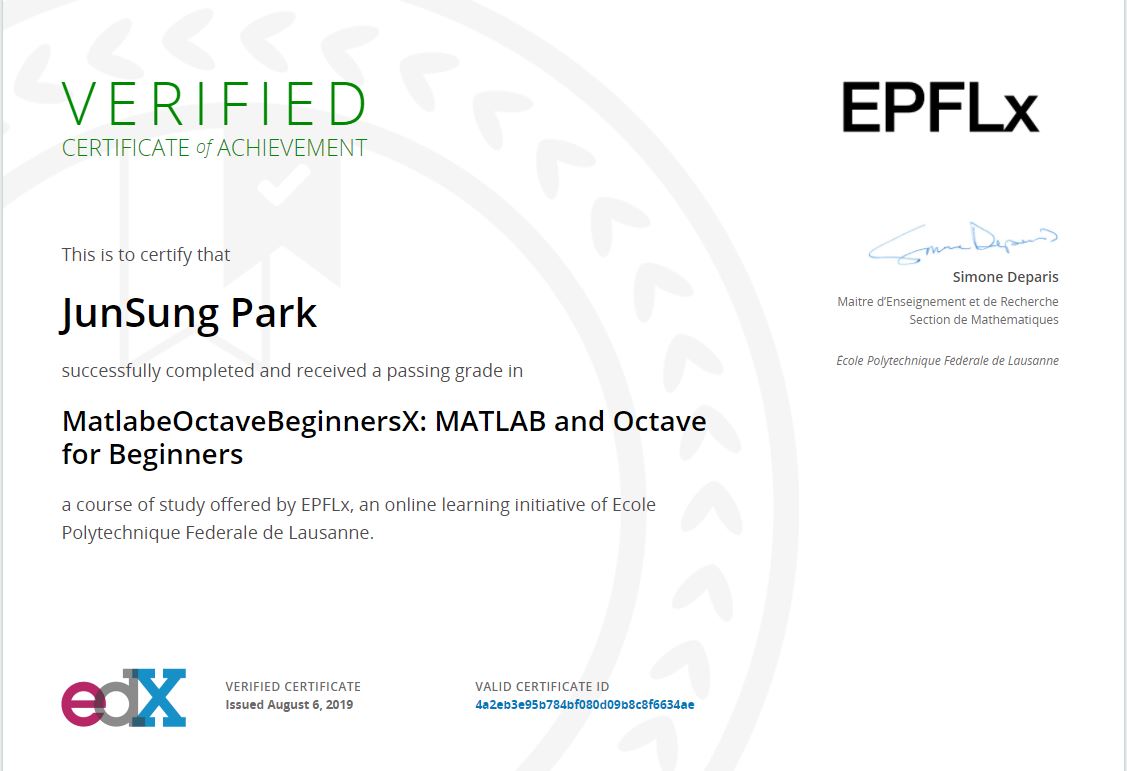 VERIFIED
CERTIFICATE of ACHIEVEMENT
EPFLx
This is to certify that
JunSung Park
successfully completed and received a passing grade in
MatlabeOctaveBeginnersX: MATLAB and Octave
for Beginners
a course of study offered by EPFLx, an online learning initiative of Ecole
Polytechnique Federale de Lausanne.
Simone Deparis
Simone Deparis
Maitre d'Enseignement et de Recherche
Section de Mathématiques
École Polytechnique Fédérale de Lausanne
edX
VERIFIED CERTIFICATE
Issued August 6, 2019
VALID CERTIFICATE ID
4a2eb3e95b784bf080d09b8c8f6634ae